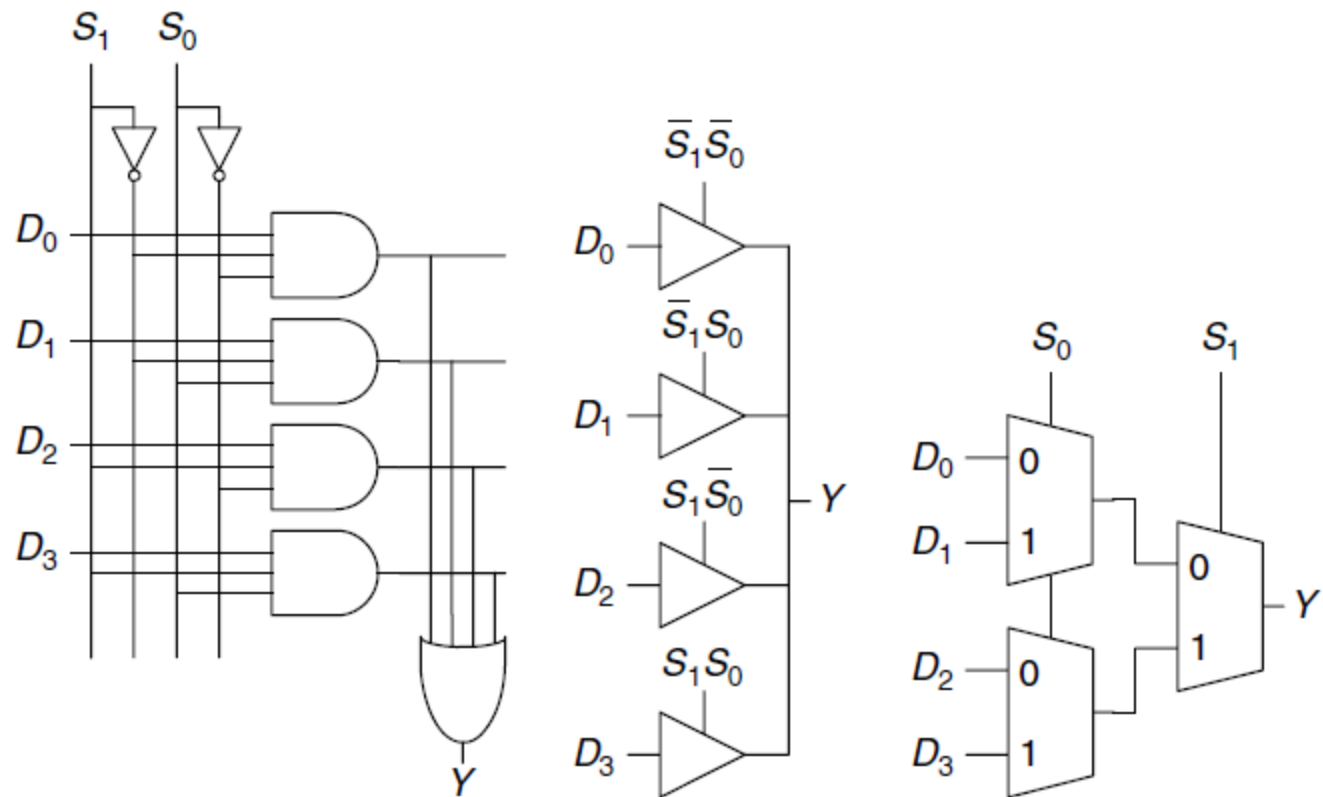 S₁ S₀
D₀
D₁
D₂
D₃
Y
S̅₁S̅₀
D₀
S̅₁S₀
D₁
S₁S̅₀
D₂
S₁S₀
D₃
Y
S₀ S₁
D₀ 0
D₁ 1
D₂ 0
D₃ 1
0
1
Y